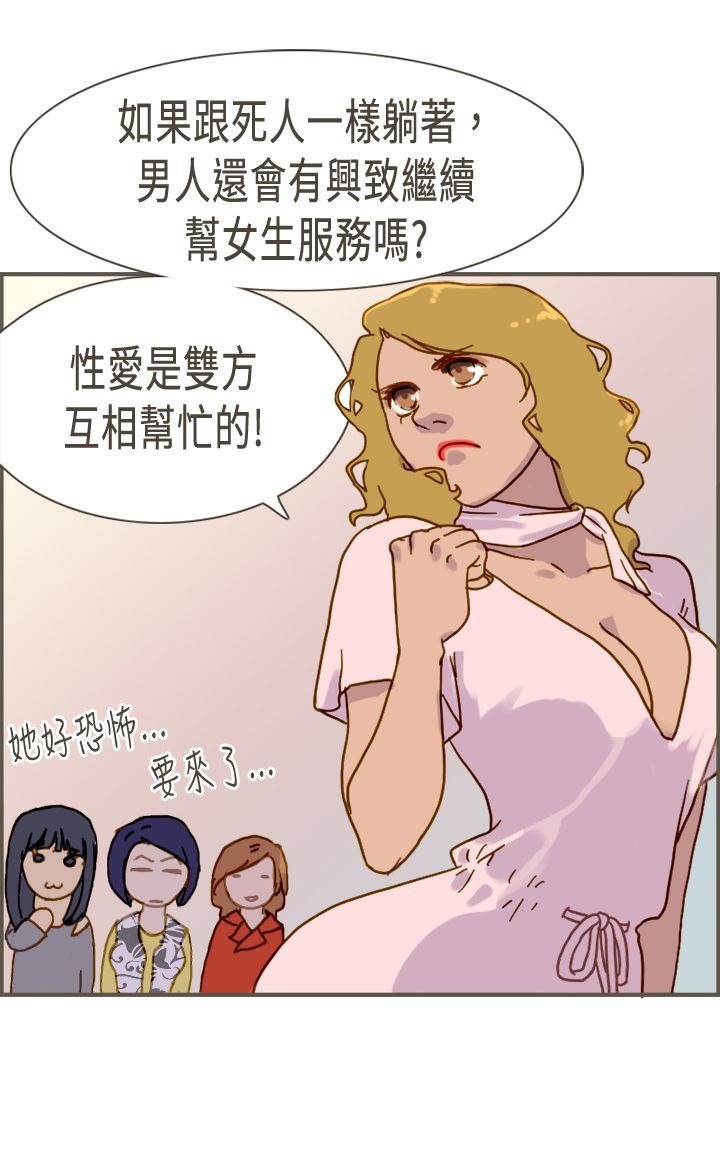 如果跟死人一樣躺著，
男人還會有興致繼續
幫女生服務嗎?
性愛是雙方
互相幫忙的!
她好恐怖...
要來了...